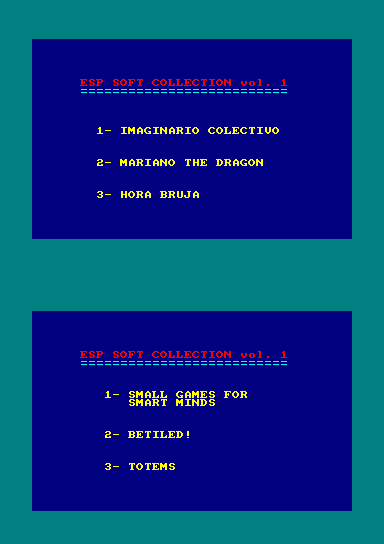 ESP SOFT COLLECTION vol. 1
==========================
1- IMAGINARIO COLECTIVO
2- MARIANO THE DRAGON
3- HORA BRUJA
ESP SOFT COLLECTION vol. 1
==========================
1- SMALL GAMES FOR
SMART MINDS
2- BETILED!
3- TOTEMS